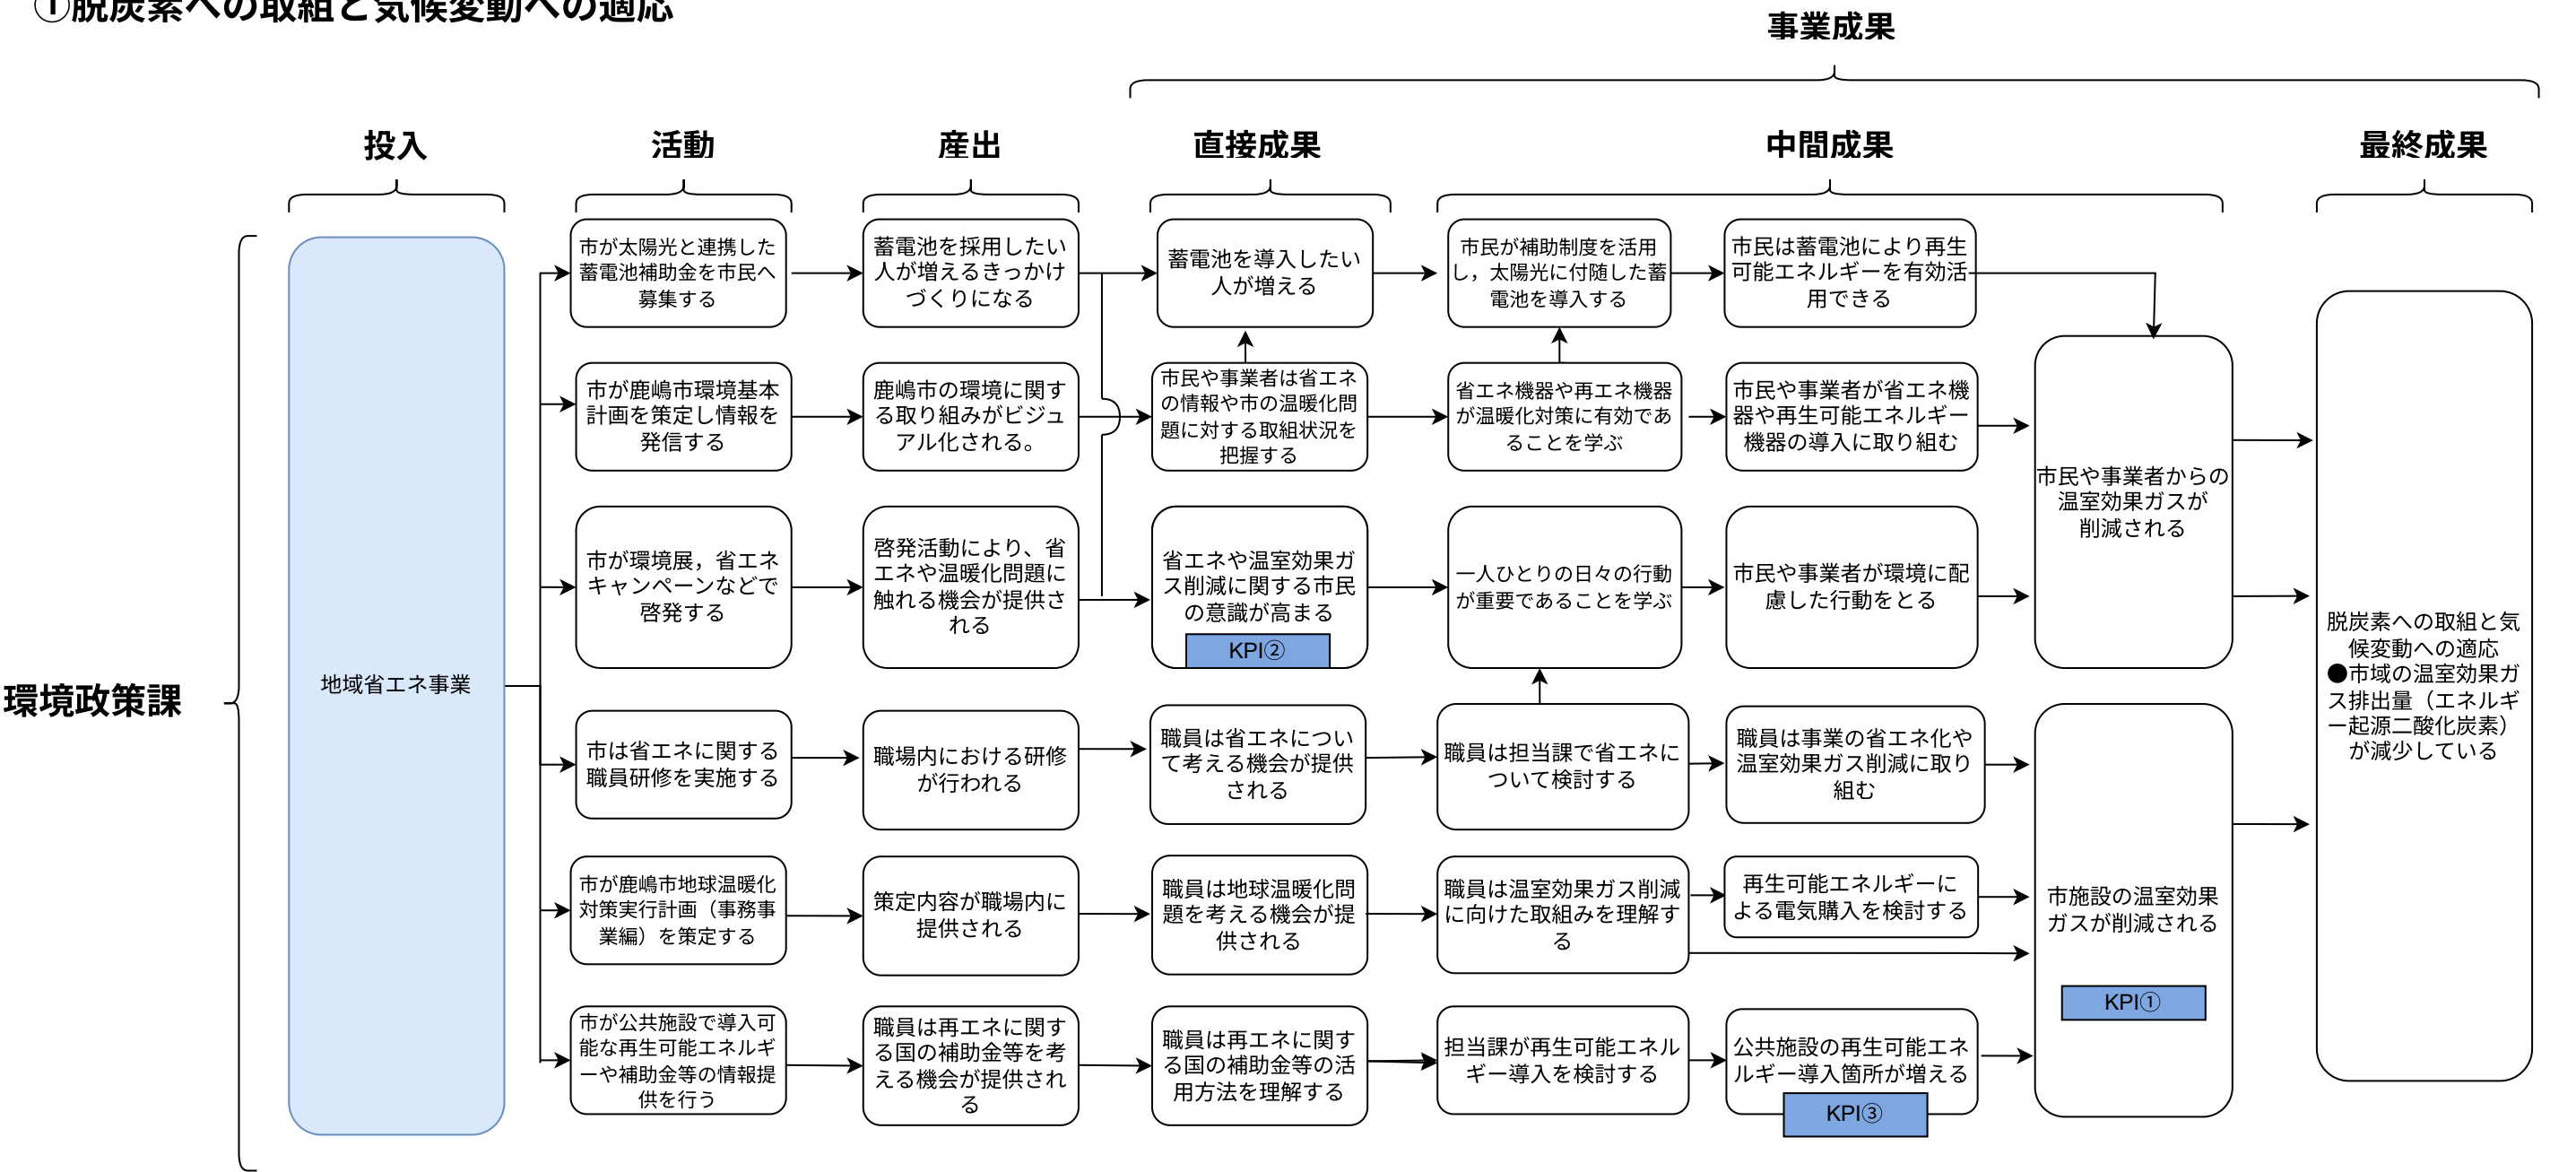 ①脱炭素への取組と気候変動への適応
事業成果
投入
活動
産出
直接成果
中間成果
最終成果
環境政策課
地域省エネ事業
市が太陽光と連携した
蓄電池補助金を市民へ
募集する
蓄電池を採用したい
人が増えるきっかけ
づくりになる
蓄電池を導入したい
人が増える
市民が補助制度を活用
し，太陽光に付随した蓄
電池を導入する
市民は蓄電池により再生
可能エネルギーを有効活
用できる
市が鹿嶋市環境基本
計画を策定し情報を
発信する
鹿嶋市の環境に関す
る取り組みがビジュ
アル化される。
市民や事業者は省エネ
の情報や市の温暖化問
題に対する取組状況を
把握する
省エネ機器や再エネ機器
が温暖化対策に有効であ
ることを学ぶ
市民や事業者が省エネ機
器や再生可能エネルギー
機器の導入に取り組む
市民や事業者からの
温室効果ガスが
削減される
市が環境展，省エネ
キャンペーンなどで
啓発する
啓発活動により、省
エネや温暖化問題に
触れる機会が提供さ
れる
省エネや温室効果ガ
ス削減に関する市民
の意識が高まる
KPI②
一人ひとりの日々の行動
が重要であることを学ぶ
市民や事業者が環境に配
慮した行動をとる
脱炭素への取組と気
候変動への適応
●市域の温室効果ガ
ス排出量（エネルギ
ー起源二酸化炭素）
が減少している
市は省エネに関する
職員研修を実施する
職場内における研修
が行われる
職員は省エネについ
て考える機会が提供
される
職員は担当課で省エネに
ついて検討する
職員は事業の省エネ化や
温室効果ガス削減に取り
組む
市が鹿嶋市地球温暖化
対策実行計画（事務事
業編）を策定する
策定内容が職場内に
提供される
職員は地球温暖化問
題を考える機会が提
供される
職員は温室効果ガス削減
に向けた取組みを理解す
る
再生可能エネルギーに
よる電気購入を検討する
市施設の温室効果
ガスが削減される
KPI①
市が公共施設で導入可
能な再生可能エネルギ
ーや補助金等の情報提
供を行う
職員は再エネに関す
る国の補助金等を考
える機会が提供され
る
職員は再エネに関す
る国の補助金等の活
用方法を理解する
担当課が再生可能エネル
ギー導入を検討する
公共施設の再生可能エネ
ルギー導入箇所が増える
KPI③